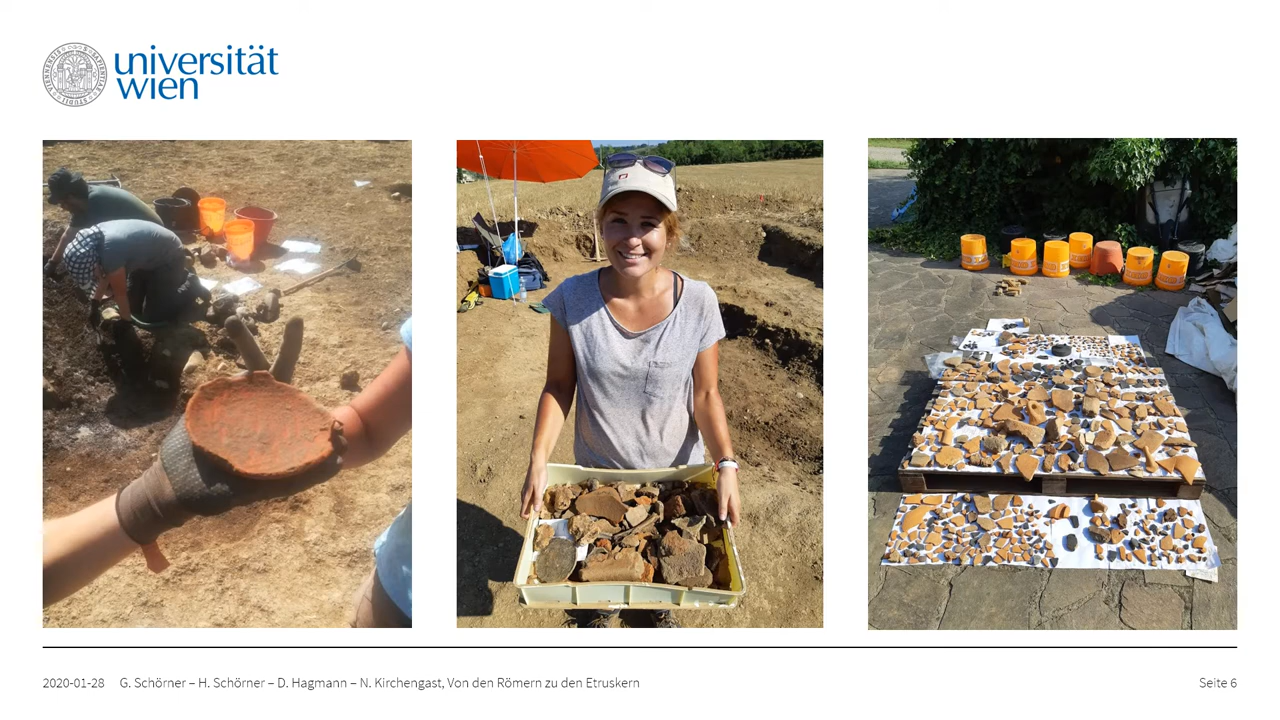 universität
wien
2020-01-28 G. Schörner – H. Schörner – D. Hagmann – N. Kirchengast, Von den Römern zu den Etruskern
Seite 6